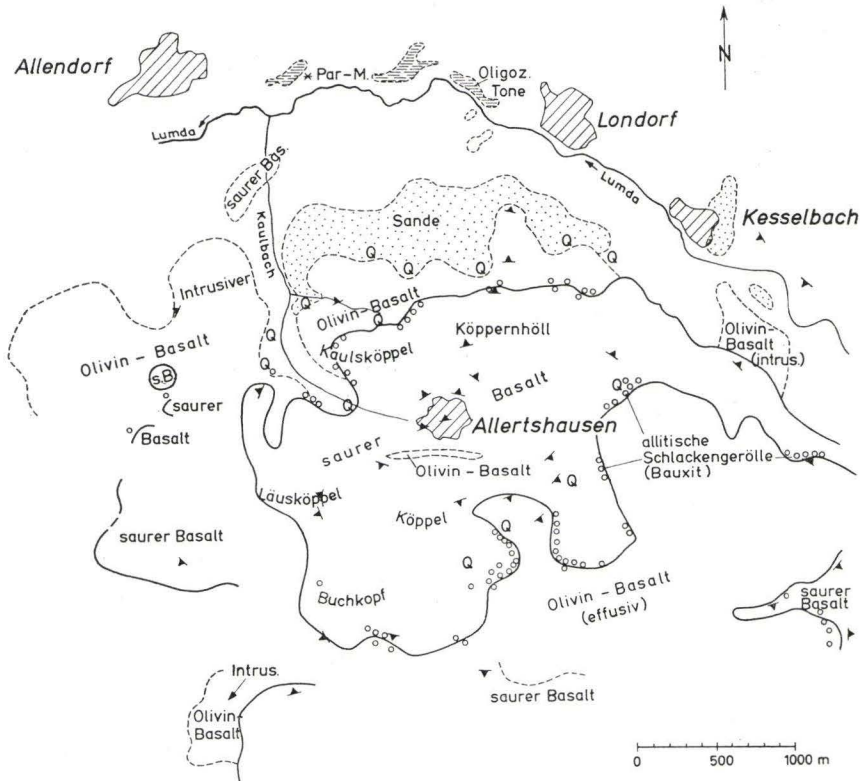 N
Allendorf
Par-M.
Oligoz.
Tone
Londorf
Lumda
saurer Bas.
Lumda
Kaulbach
Sande
Kesselbach
Q
Q
Q
Q
Q
Q
Intrusiver
Olivin-Basalt
Q
Q
Köppernhöll
Olivin-
Basalt
(intrus.)
Olivin-Basalt
Kaulsköppel
Q
Q
s.B
saurer
Basalt
Basalt
Q
Q
Allertshausen
allitische
Schlackengerölle
(Bauxit)
saurer
Olivin-Basalt
Q
Läusköppel
Köppel
Q
saurer Basalt
Q
Buchkopf
Olivin-Basalt
(effusiv)
saurer
Basalt
Intrus.
Olivin-
Basalt
saurer Basalt
0 500 1000 m